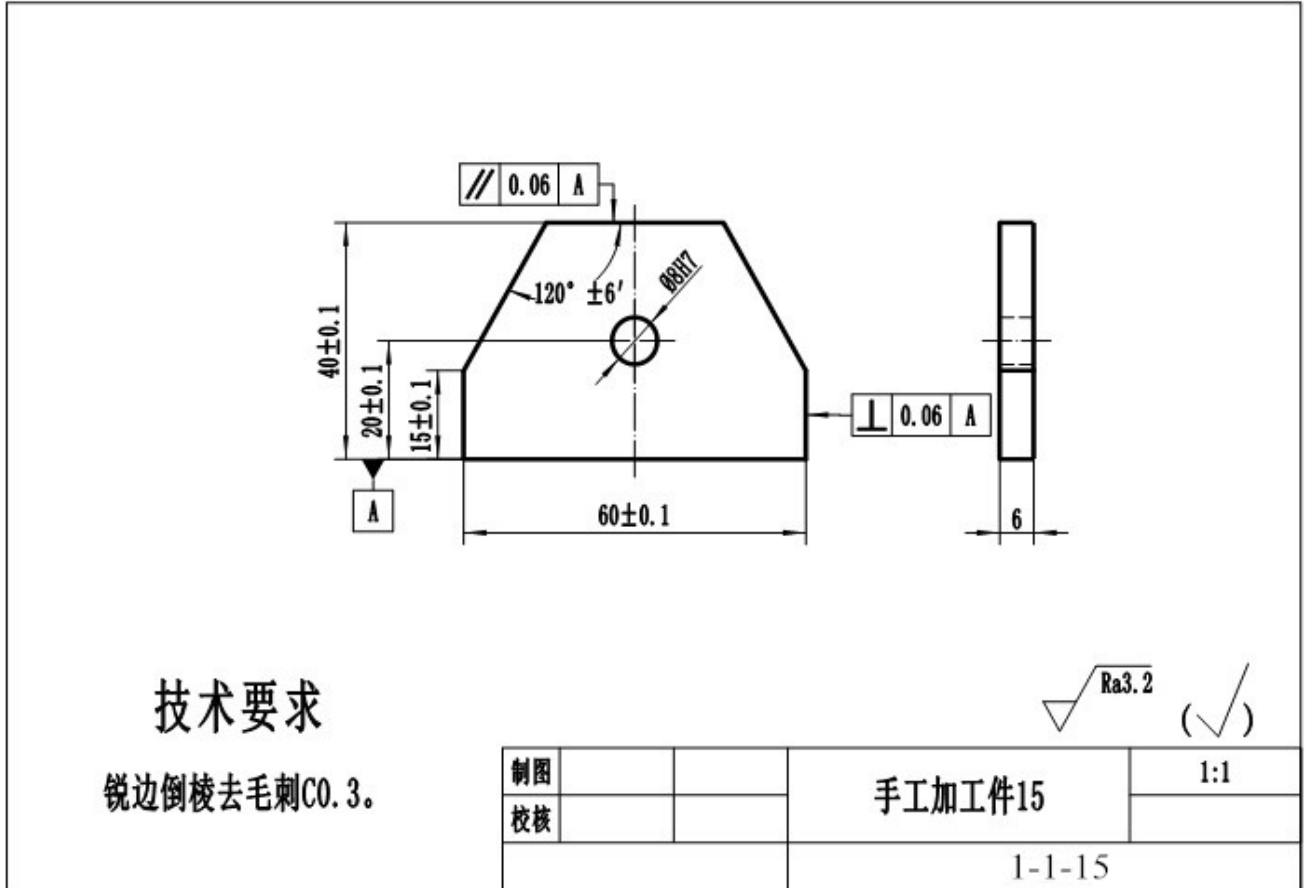 // 0.06 A
Ø8H7
120° ±6′
40±0.1
20±0.1
15±0.1
⊥ 0.06 A
A
60±0.1
6
技术要求
锐边倒棱去毛刺C0.3。
Ra3.2
(√)
制图
手工加工件15
1:1
校核
1-1-15